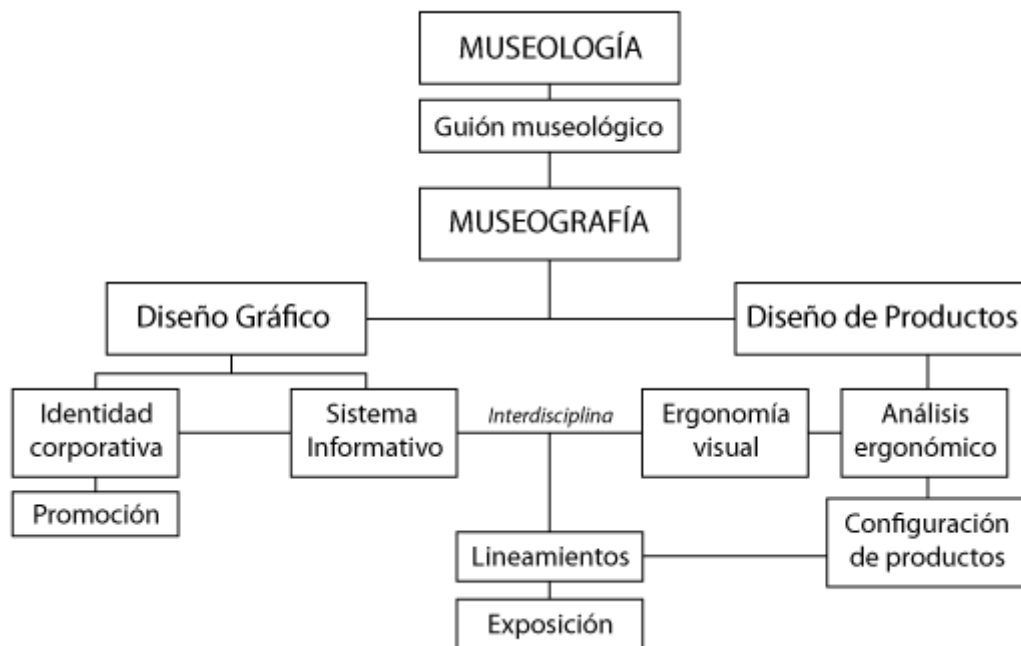 MUSEOLOGÍA
Guión museológico
MUSEOGRAFÍA
Diseño Gráfico
Diseño de Productos
Identidad
corporativa
Sistema
Informativo
Interdisciplina
Ergonomía
visual
Análisis
ergonómico
Promoción
Configuración
de productos
Lineamientos
Exposición